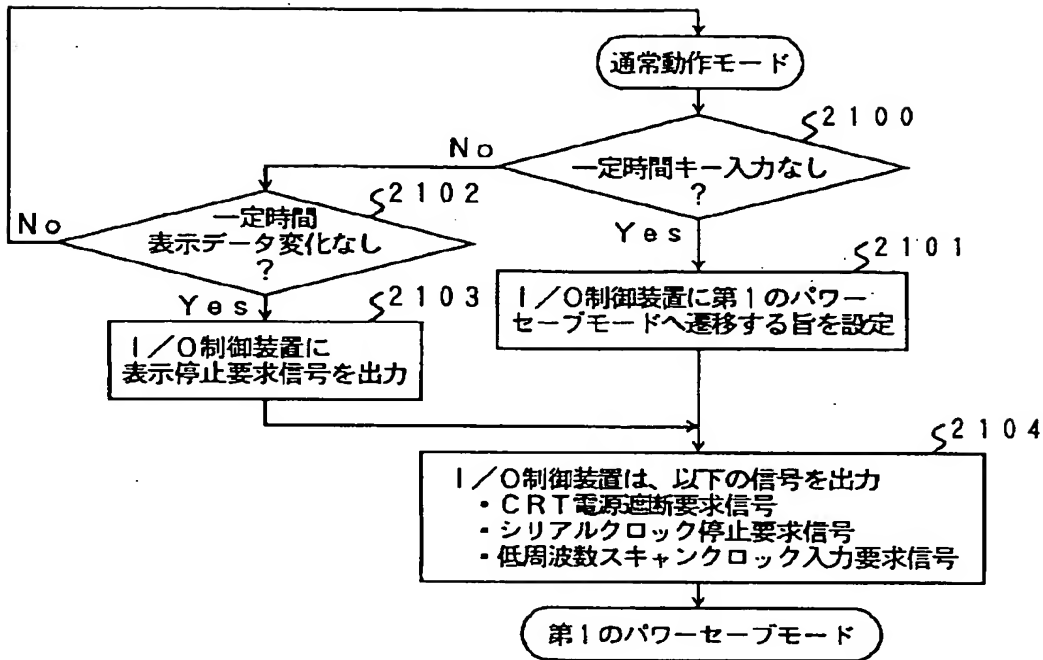 通常動作モード
2100
一定時間キー入力なし
?
No
Yes
2102
一定時間
表示データ変化なし
?
No
Yes
2101
I/O制御装置に第1のパワー
セーブモードへ遷移する旨を設定
2103
I/O制御装置に
表示停止要求信号を出力
2104
I/O制御装置は、以下の信号を出力
・CRT電源遮断要求信号
・シリアルクロック停止要求信号
・低周波数スキャンクロック入力要求信号
第1のパワーセーブモード